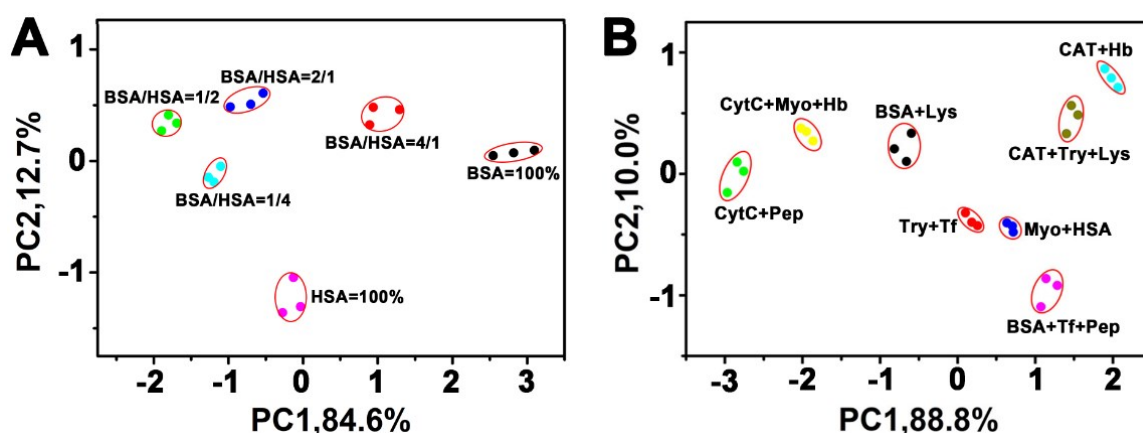 A
BSA/HSA=2/1
BSA/HSA=1/2
BSA/HSA=4/1
BSA=100%
BSA/HSA=1/4
HSA=100%
PC2,12.7%
1
0
-1
-2
-1
0
1
2
3
PC1,84.6%
B
CAT+Hb
CytC+Myo+Hb
BSA+Lys
CAT+Try+Lys
CytC+Pep
Try+Tf
Myo+HSA
BSA+Tf+Pep
PC2,10.0%
1
0
-1
-3
-2
-1
0
1
2
PC1,88.8%